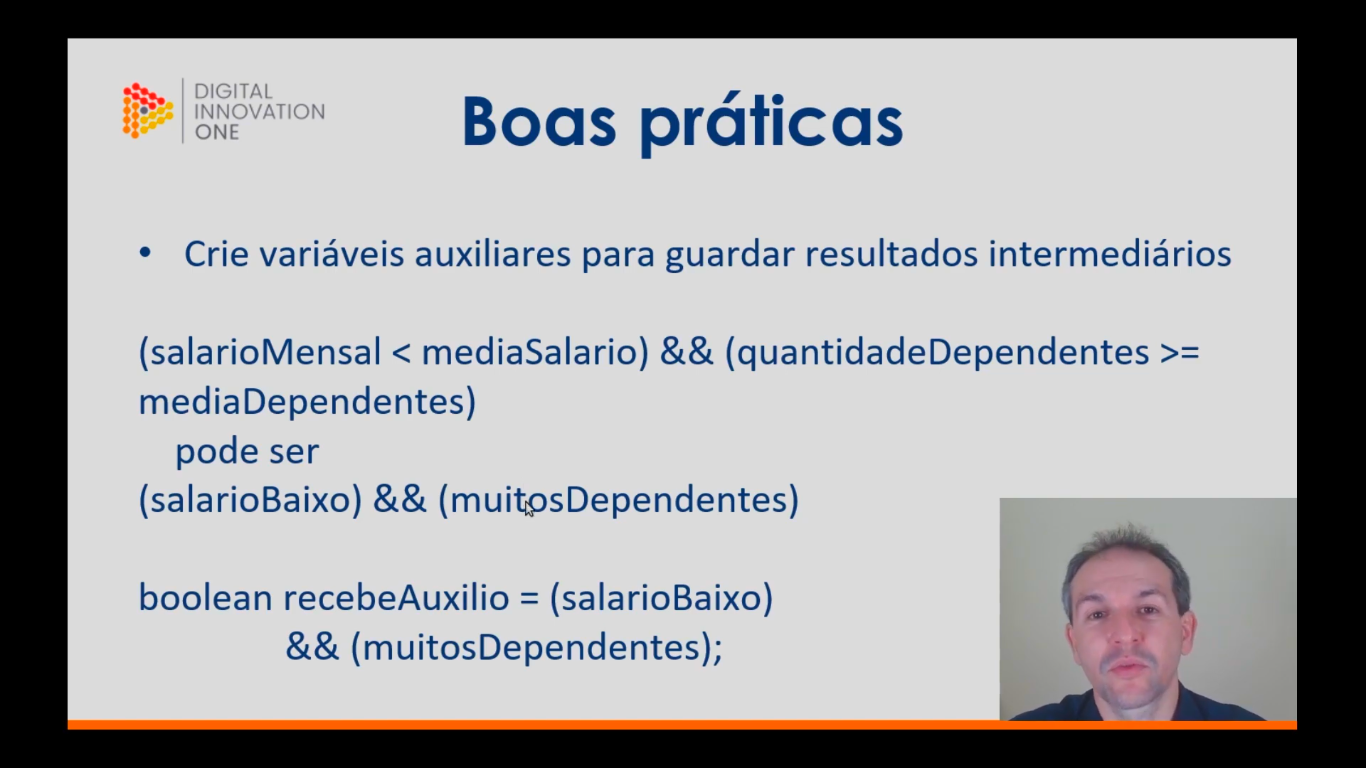 DIGITAL
INNOVATION
ONE
Boas práticas
• Crie variáveis auxiliares para guardar resultados intermediários
(salarioMensal < mediaSalario) && (quantidadeDependentes >=
mediaDependentes)
pode ser
(salarioBaixo) && (muitosDependentes)
boolean recebeAuxilio = (salarioBaixo)
&& (muitosDependentes);